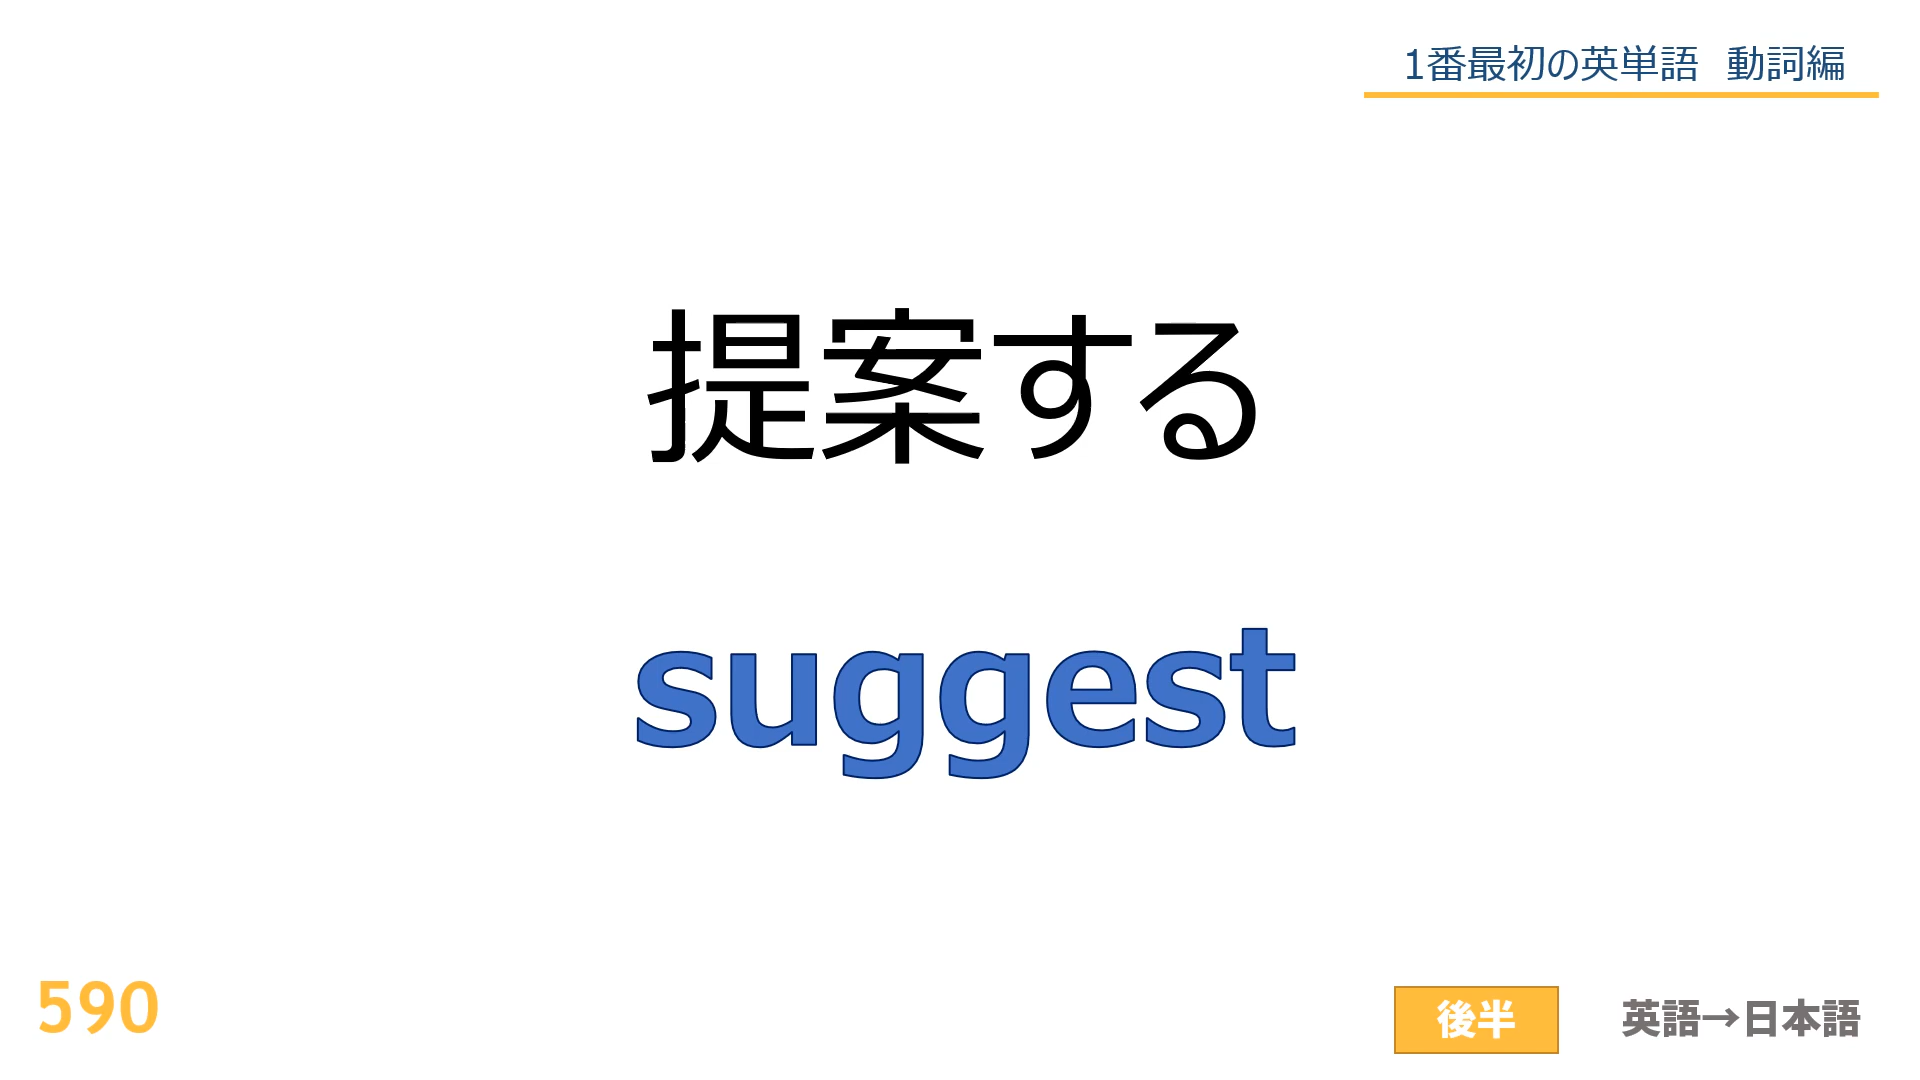 1番最初の英単語　動詞編
提案する
suggest
590
後半
英語→日本語